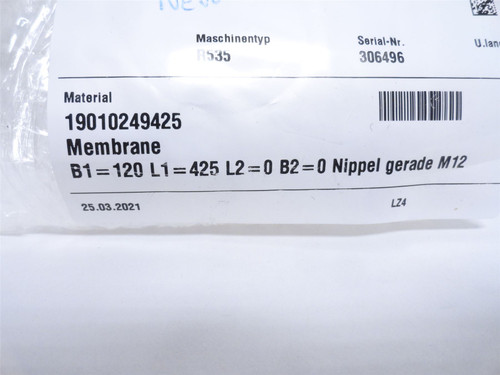 Maschinentyp Serial-Nr. U.lan
R535 306496
Material
19010249425
Membrane
B1=120 L1=425 L2=0 B2=0 Nippel gerade M12
25.03.2021 LZ4